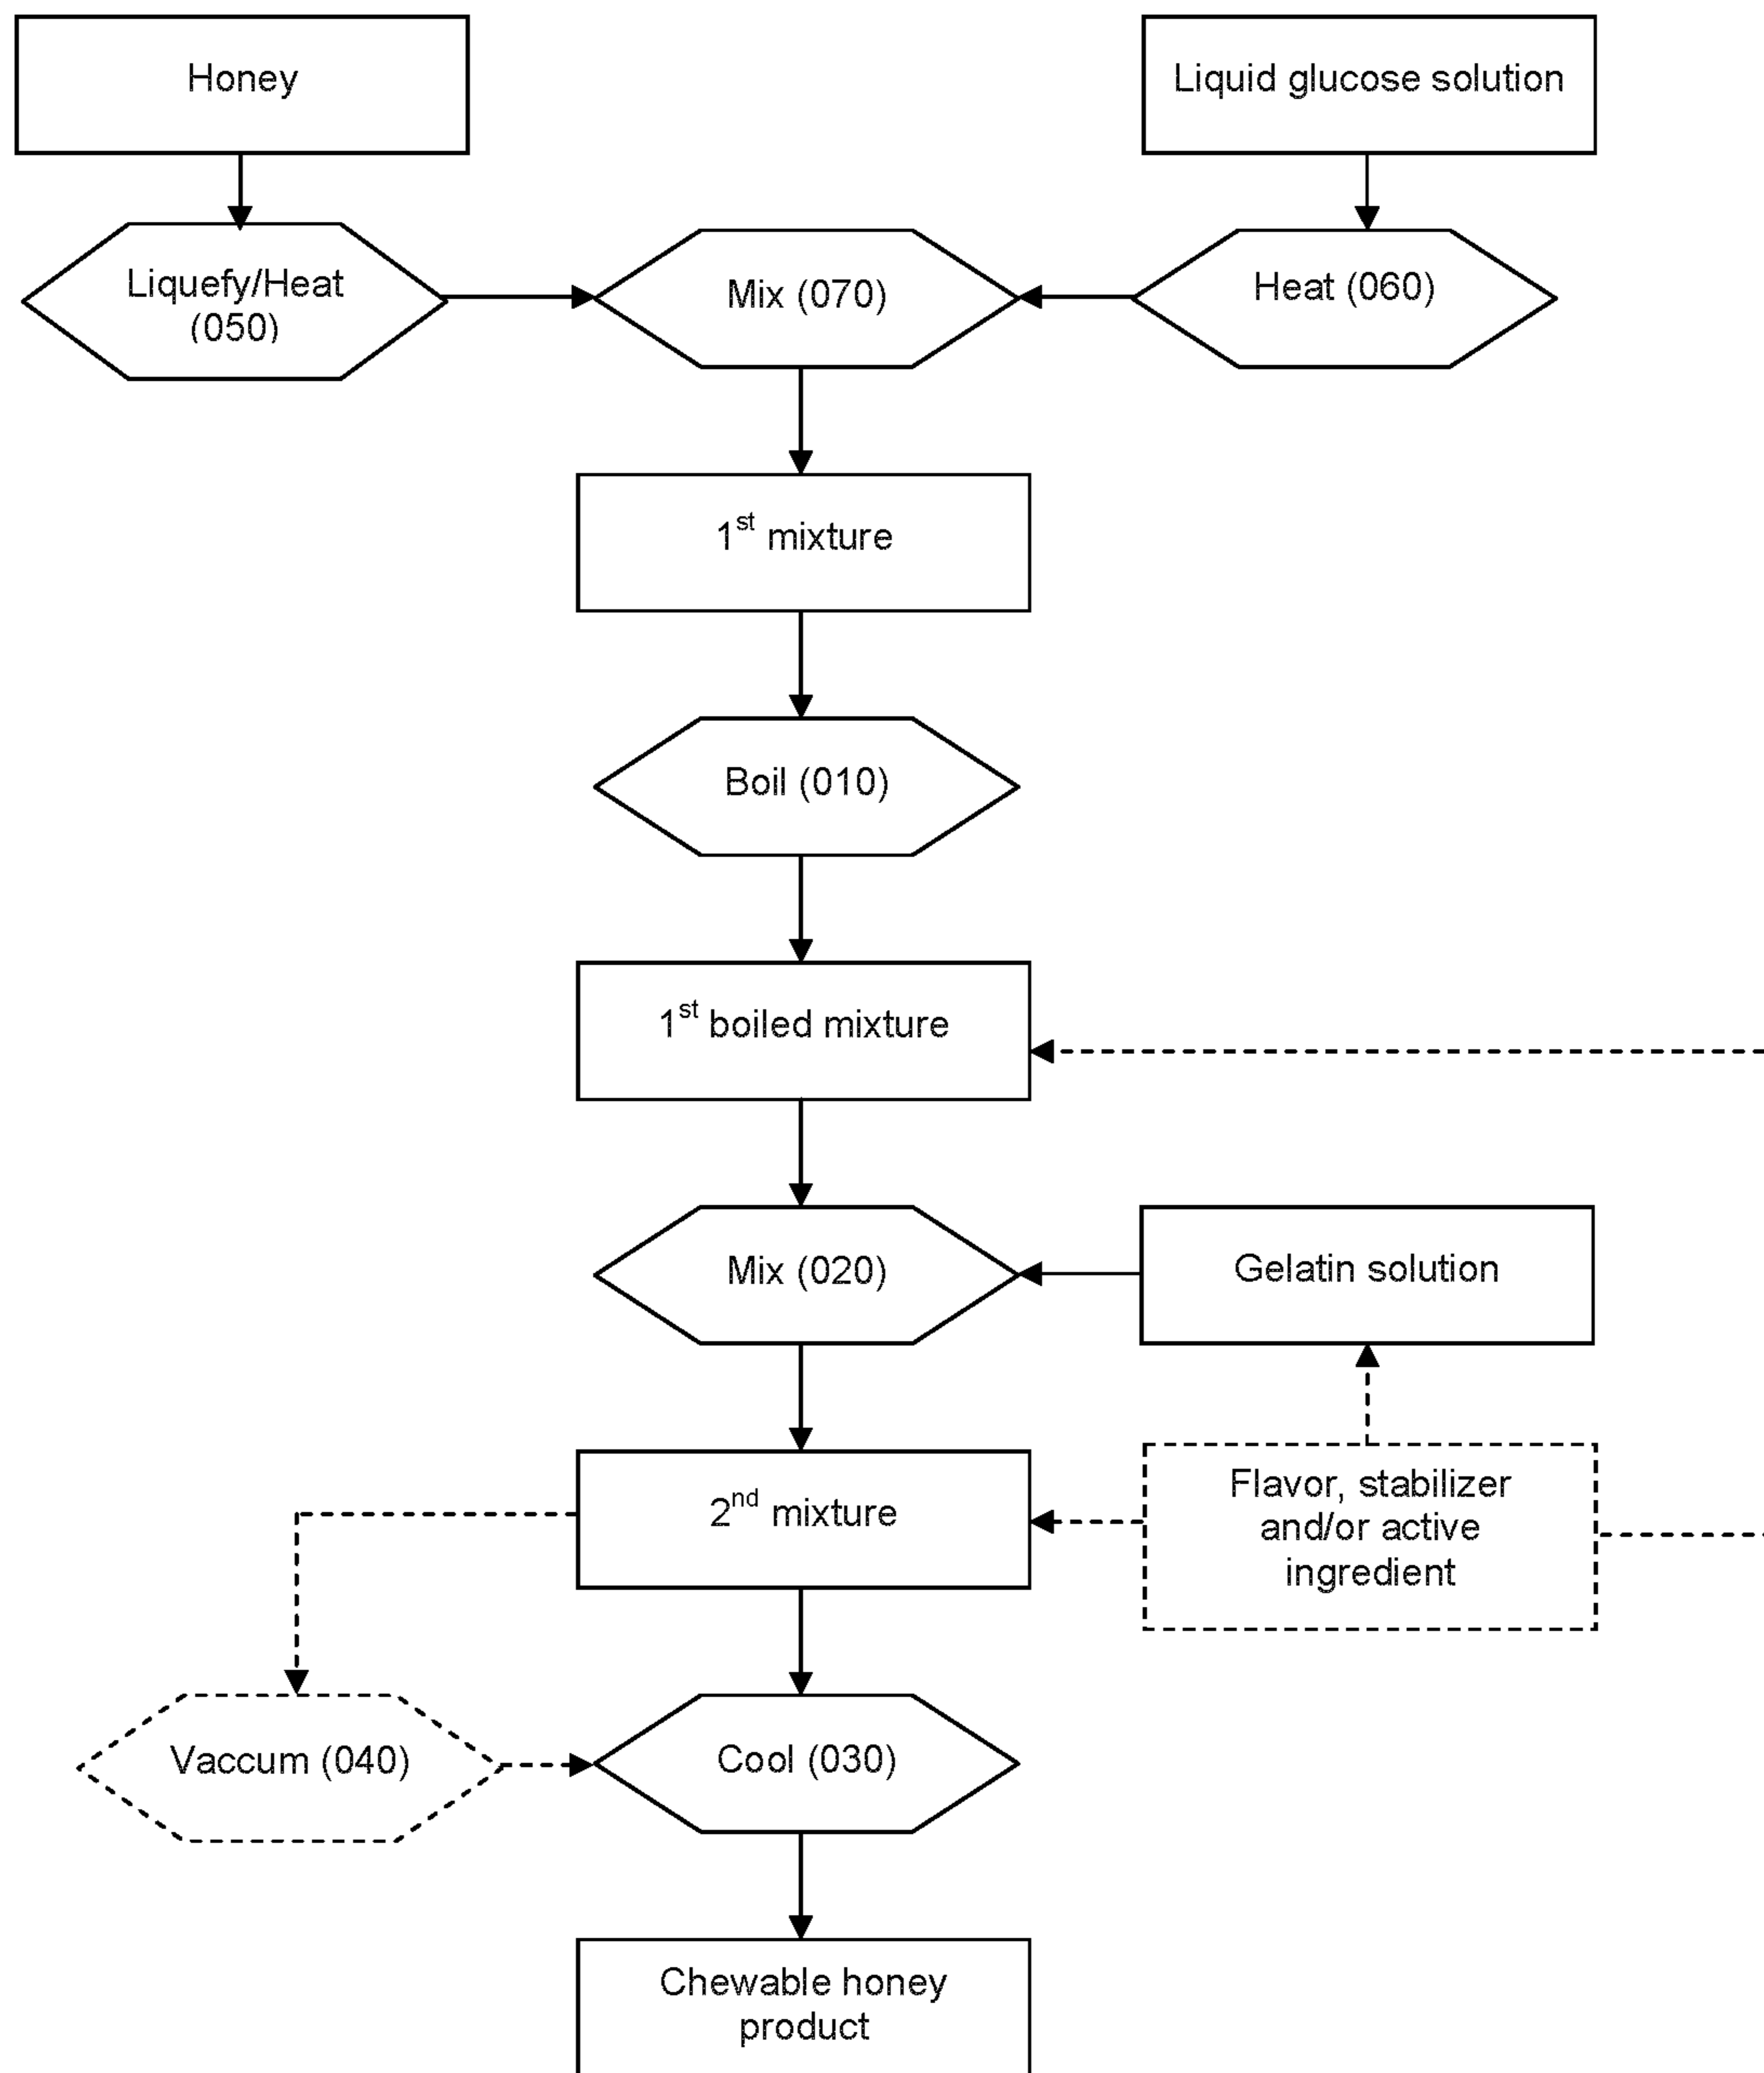 Honey
Liquid glucose solution
Liquefy/Heat
(050)
Mix (070)
Heat (060)
1st mixture
Boil (010)
1st boiled mixture
Mix (020)
Gelatin solution
2nd mixture
Flavor, stabilizer
and/or active
ingredient
Vaccum (040)
Cool (030)
Chewable honey
product